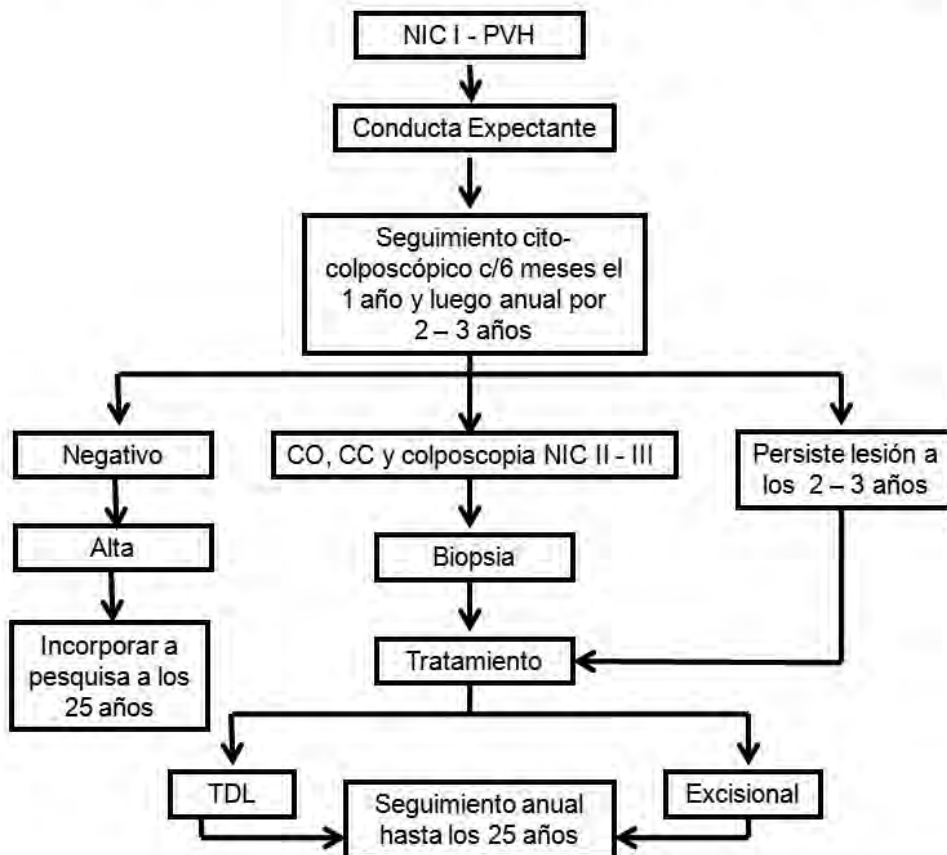 NIC I - PVH
Conducta Expectante
Seguimiento cito-
colposcópico c/6 meses el
1 año y luego anual por
2 – 3 años
Negativo
CO, CC y colposcopia NIC II - III
Persiste lesión a
los 2 – 3 años
Alta
Biopsia
Incorporar a
pesquisa a los
25 años
Tratamiento
TDL
Excisional
Seguimiento anual
hasta los 25 años